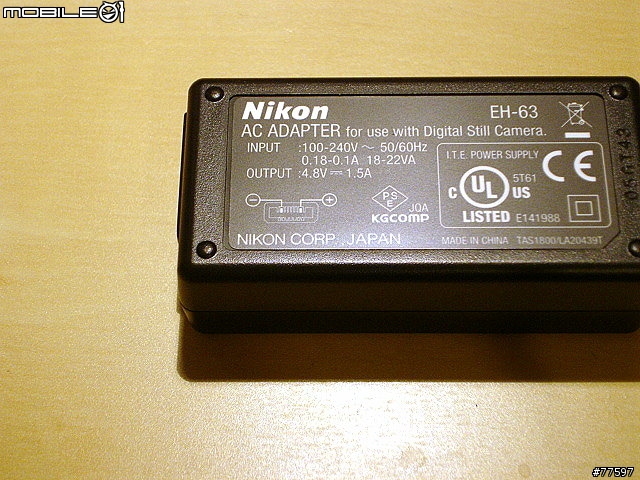 MOBILE01
Nikon EH-63
AC ADAPTER for use with Digital Still Camera.
INPUT :100-240V ~ 50/60Hz
0.18-0.1A 18-22VA
OUTPUT :4.8V ⎓ 1.5A
I.T.E. POWER SUPPLY
CE
5T61
C UL US
LISTED E141988
- +
PSE JQA
KGCOMP
NIKON CORP. JAPAN
MADE IN CHINA TAS1800/LA20439T
#77597